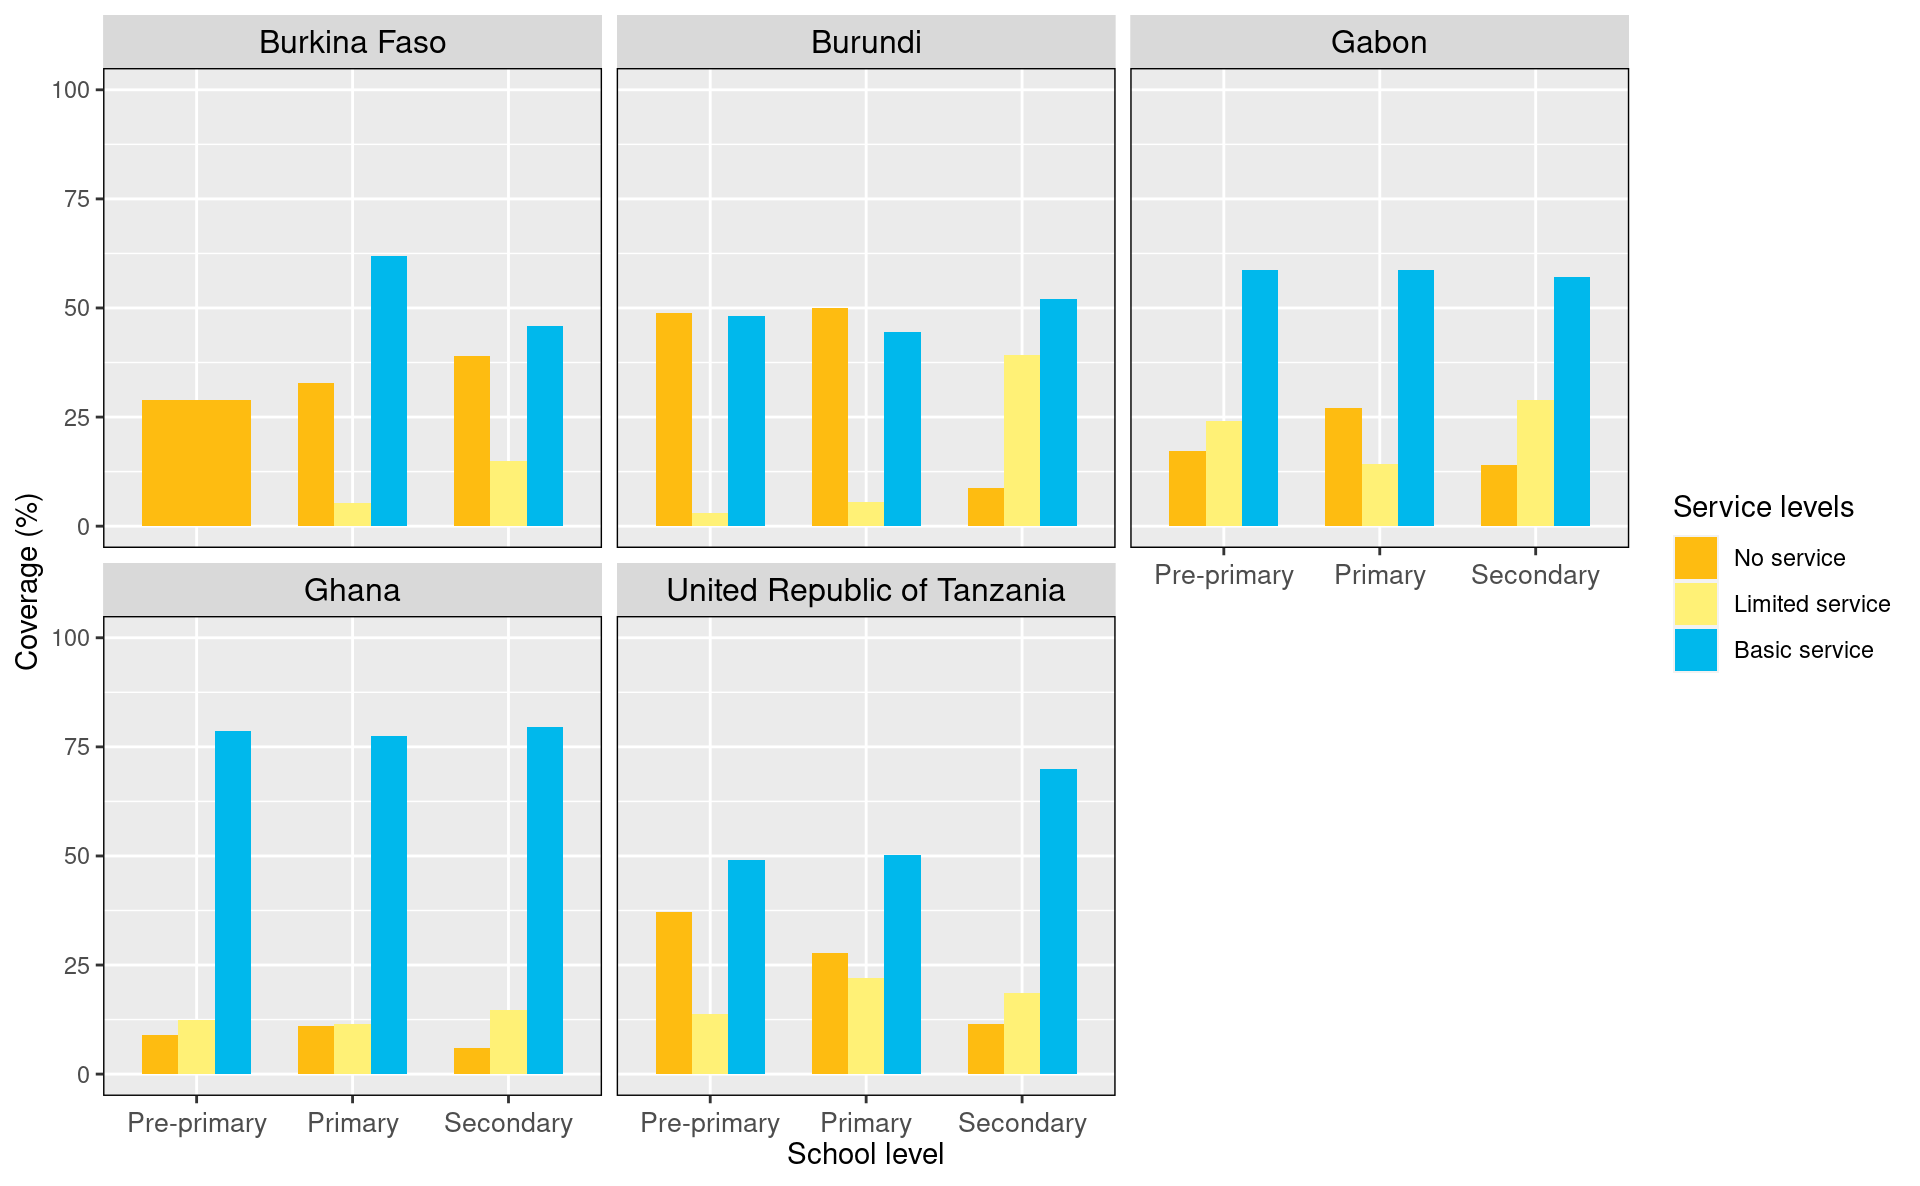 Burkina Faso
Burundi
Gabon
100
75
50
25
0
Pre-primary
Primary
Secondary
Coverage (%)
Ghana
United Republic of Tanzania
100
75
50
25
0
Pre-primary
Primary
Secondary
Pre-primary
Primary
Secondary
School level
Service levels
No service
Limited service
Basic service